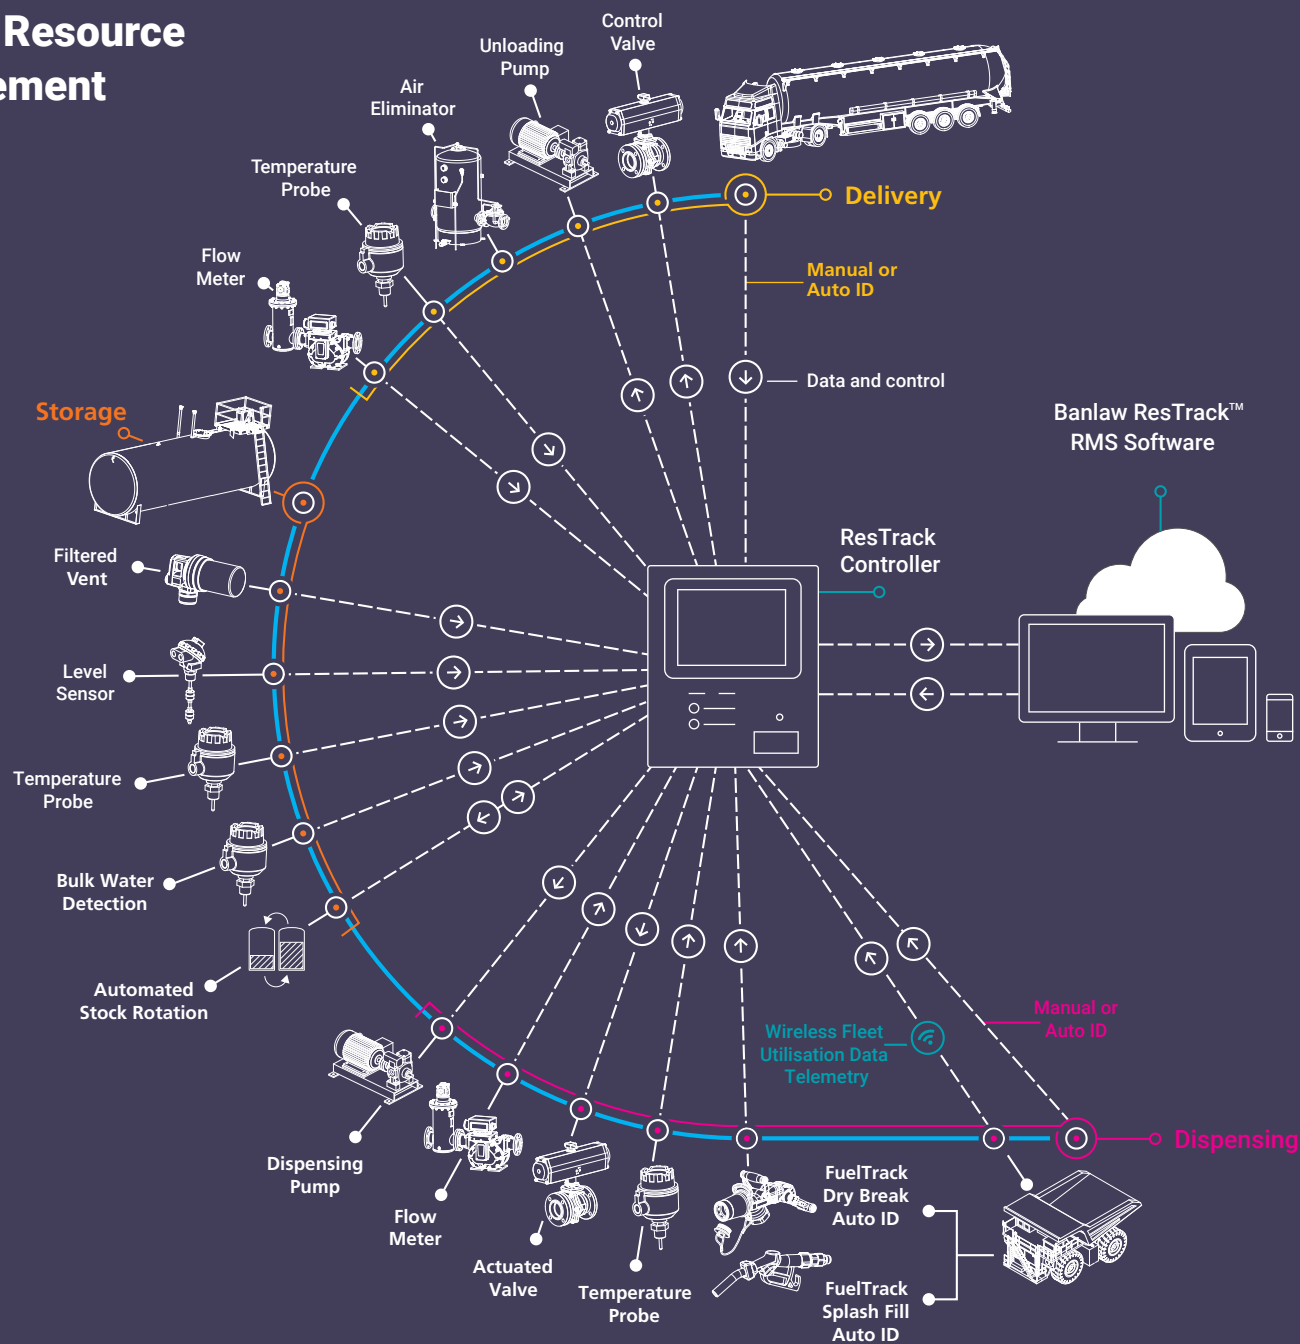 Resource
ement
Control
Valve
Unloading
Pump
Air
Eliminator
Temperature
Probe
Flow
Meter
Delivery
Manual or
Auto ID
Data and control
Storage
Banlaw ResTrack™
RMS Software
ResTrack
Controller
Filtered
Vent
Level
Sensor
Temperature
Probe
Bulk Water
Detection
Automated
Stock Rotation
Manual or
Auto ID
Wireless Fleet
Utilisation Data
Telemetry
Dispensing
Dispensing
Pump
Flow
Meter
Actuated
Valve
Temperature
Probe
FuelTrack
Dry Break
Auto ID
FuelTrack
Splash Fill
Auto ID